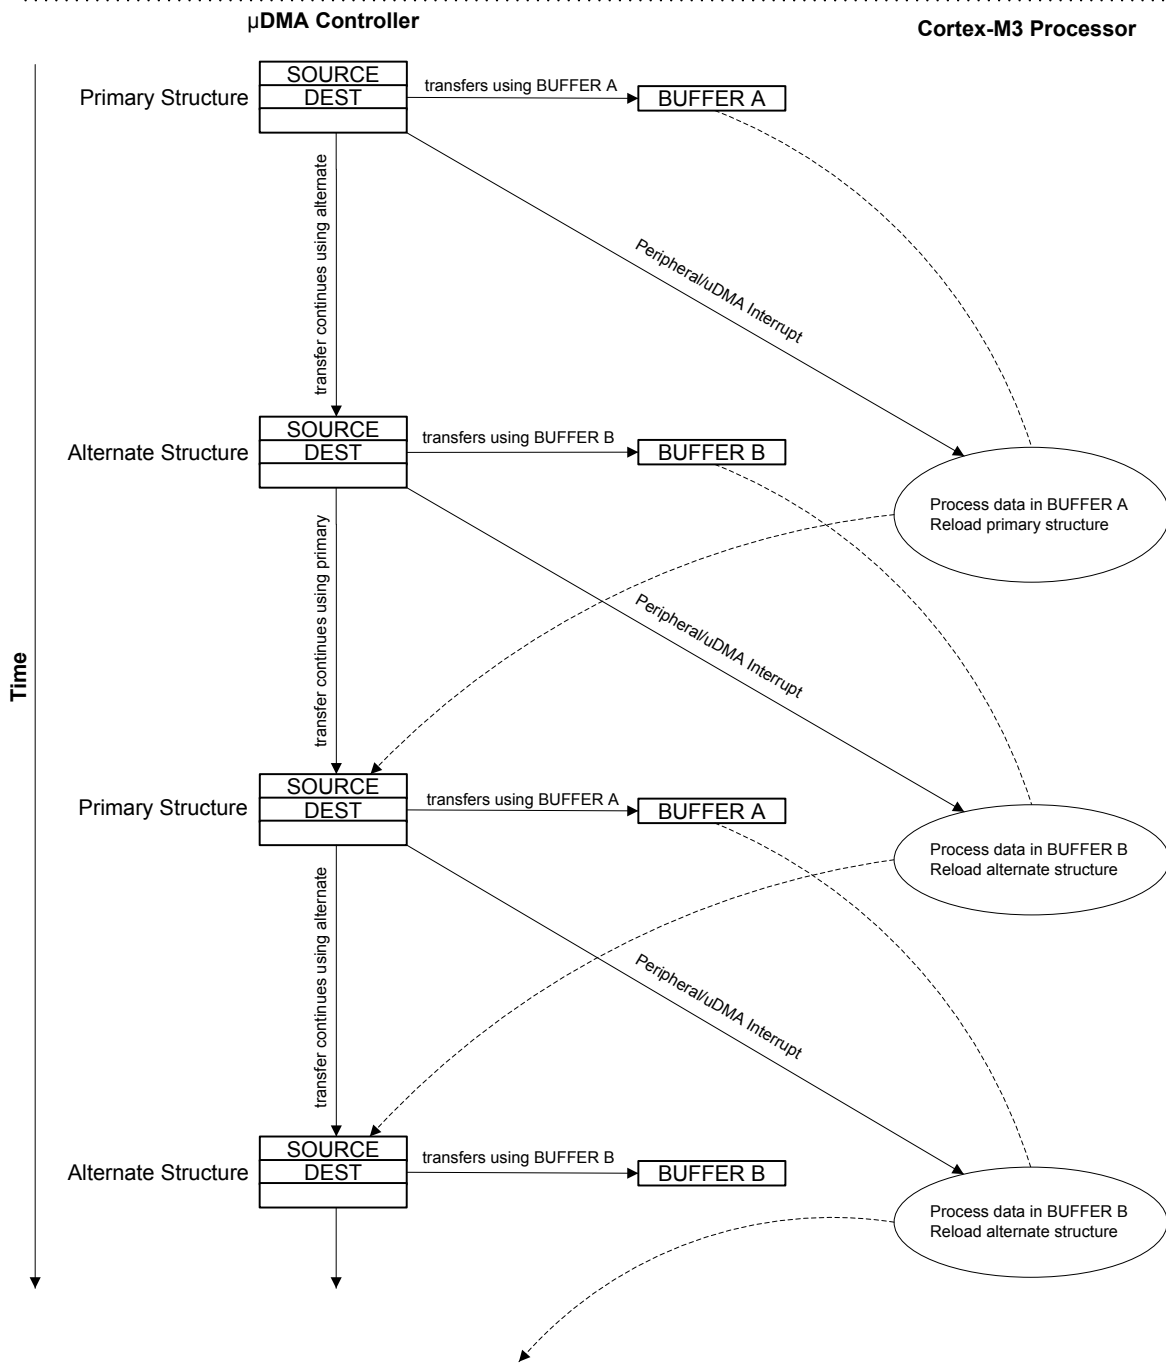 µDMA Controller
Cortex-M3 Processor
Primary Structure
SOURCE
DEST
transfers using BUFFER A
BUFFER A
transfer continues using alternate
Peripheral/uDMA Interrupt
Alternate Structure
SOURCE
DEST
transfers using BUFFER B
BUFFER B
Process data in BUFFER A
Reload primary structure
transfer continues using primary
Peripheral/uDMA Interrupt
Time
Primary Structure
SOURCE
DEST
transfers using BUFFER A
BUFFER A
Process data in BUFFER B
Reload alternate structure
transfer continues using alternate
Peripheral/uDMA Interrupt
Alternate Structure
SOURCE
DEST
transfers using BUFFER B
BUFFER B
Process data in BUFFER B
Reload alternate structure